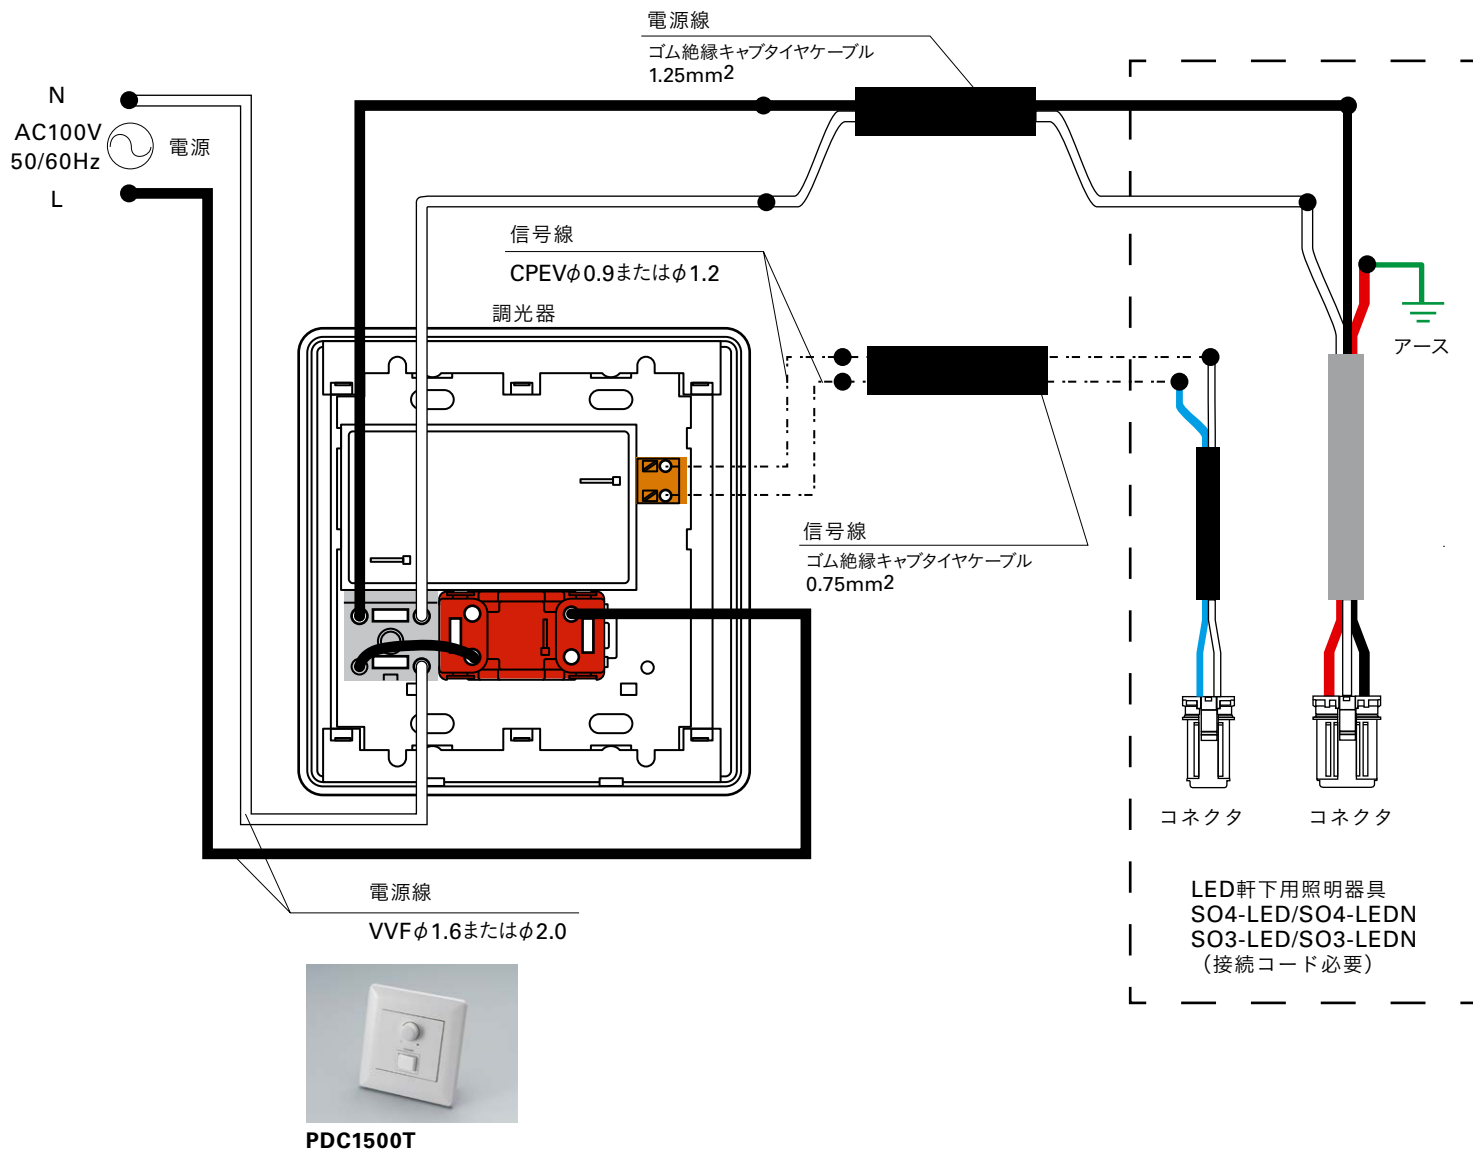 電源線
ゴム絶縁キャブタイヤケーブル
1.25mm2
N
AC100V
50/60Hz
電源
L
信号線
CPEVφ0.9またはφ1.2
調光器
アース
信号線
ゴム絶縁キャブタイヤケーブル
0.75mm2
コネクタ
コネクタ
電源線
VVFφ1.6またはφ2.0
LED軒下用照明器具
SO4-LED/SO4-LEDN
SO3-LED/SO3-LEDN
（接続コード必要）
PDC1500T